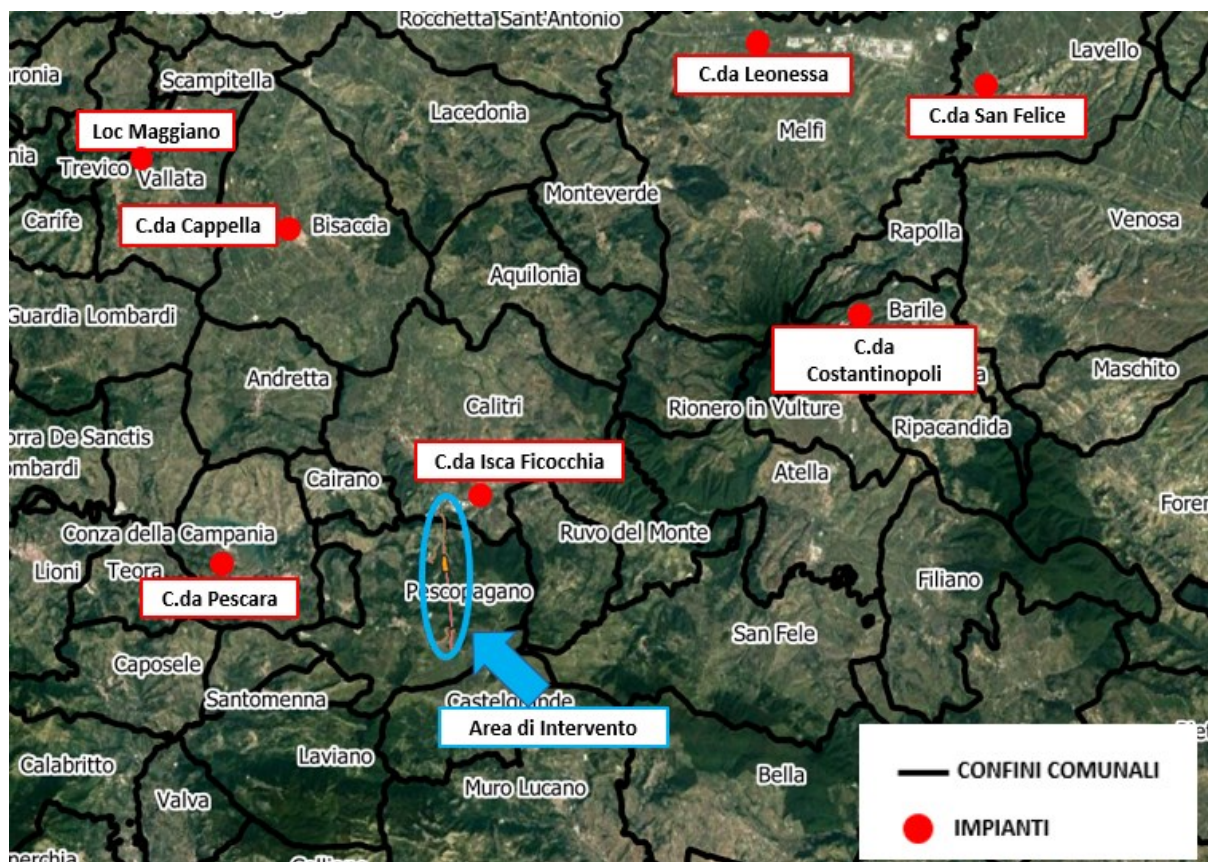 Rocchetta Sant'Antonio
Scampitella
Lacedonia
C.da Leonessa
Lavello
C.da San Felice
Melfi
Loc Maggiano
Trevico
Vallata
Monteverde
Carife
C.da Cappella
Bisaccia
Rapolla
Venosa
Aquilonia
Guardia Lombardi
Barile
C.da
Costantinopoli
Andretta
Maschito
Calitri
Rionero in Vulture
Ripacandida
C.da Isca Ficocchia
Cairano
Atella
Conza della Campania
Ruvo del Monte
Lioni
Teora
Filiano
C.da Pescara
Pescopagano
San Fele
Caposele
Santomenna
Castelgrande
Area di Intervento
Laviano
Calabritto
Bella
CONFINI COMUNALI
Valva
Muro Lucano
IMPIANTI